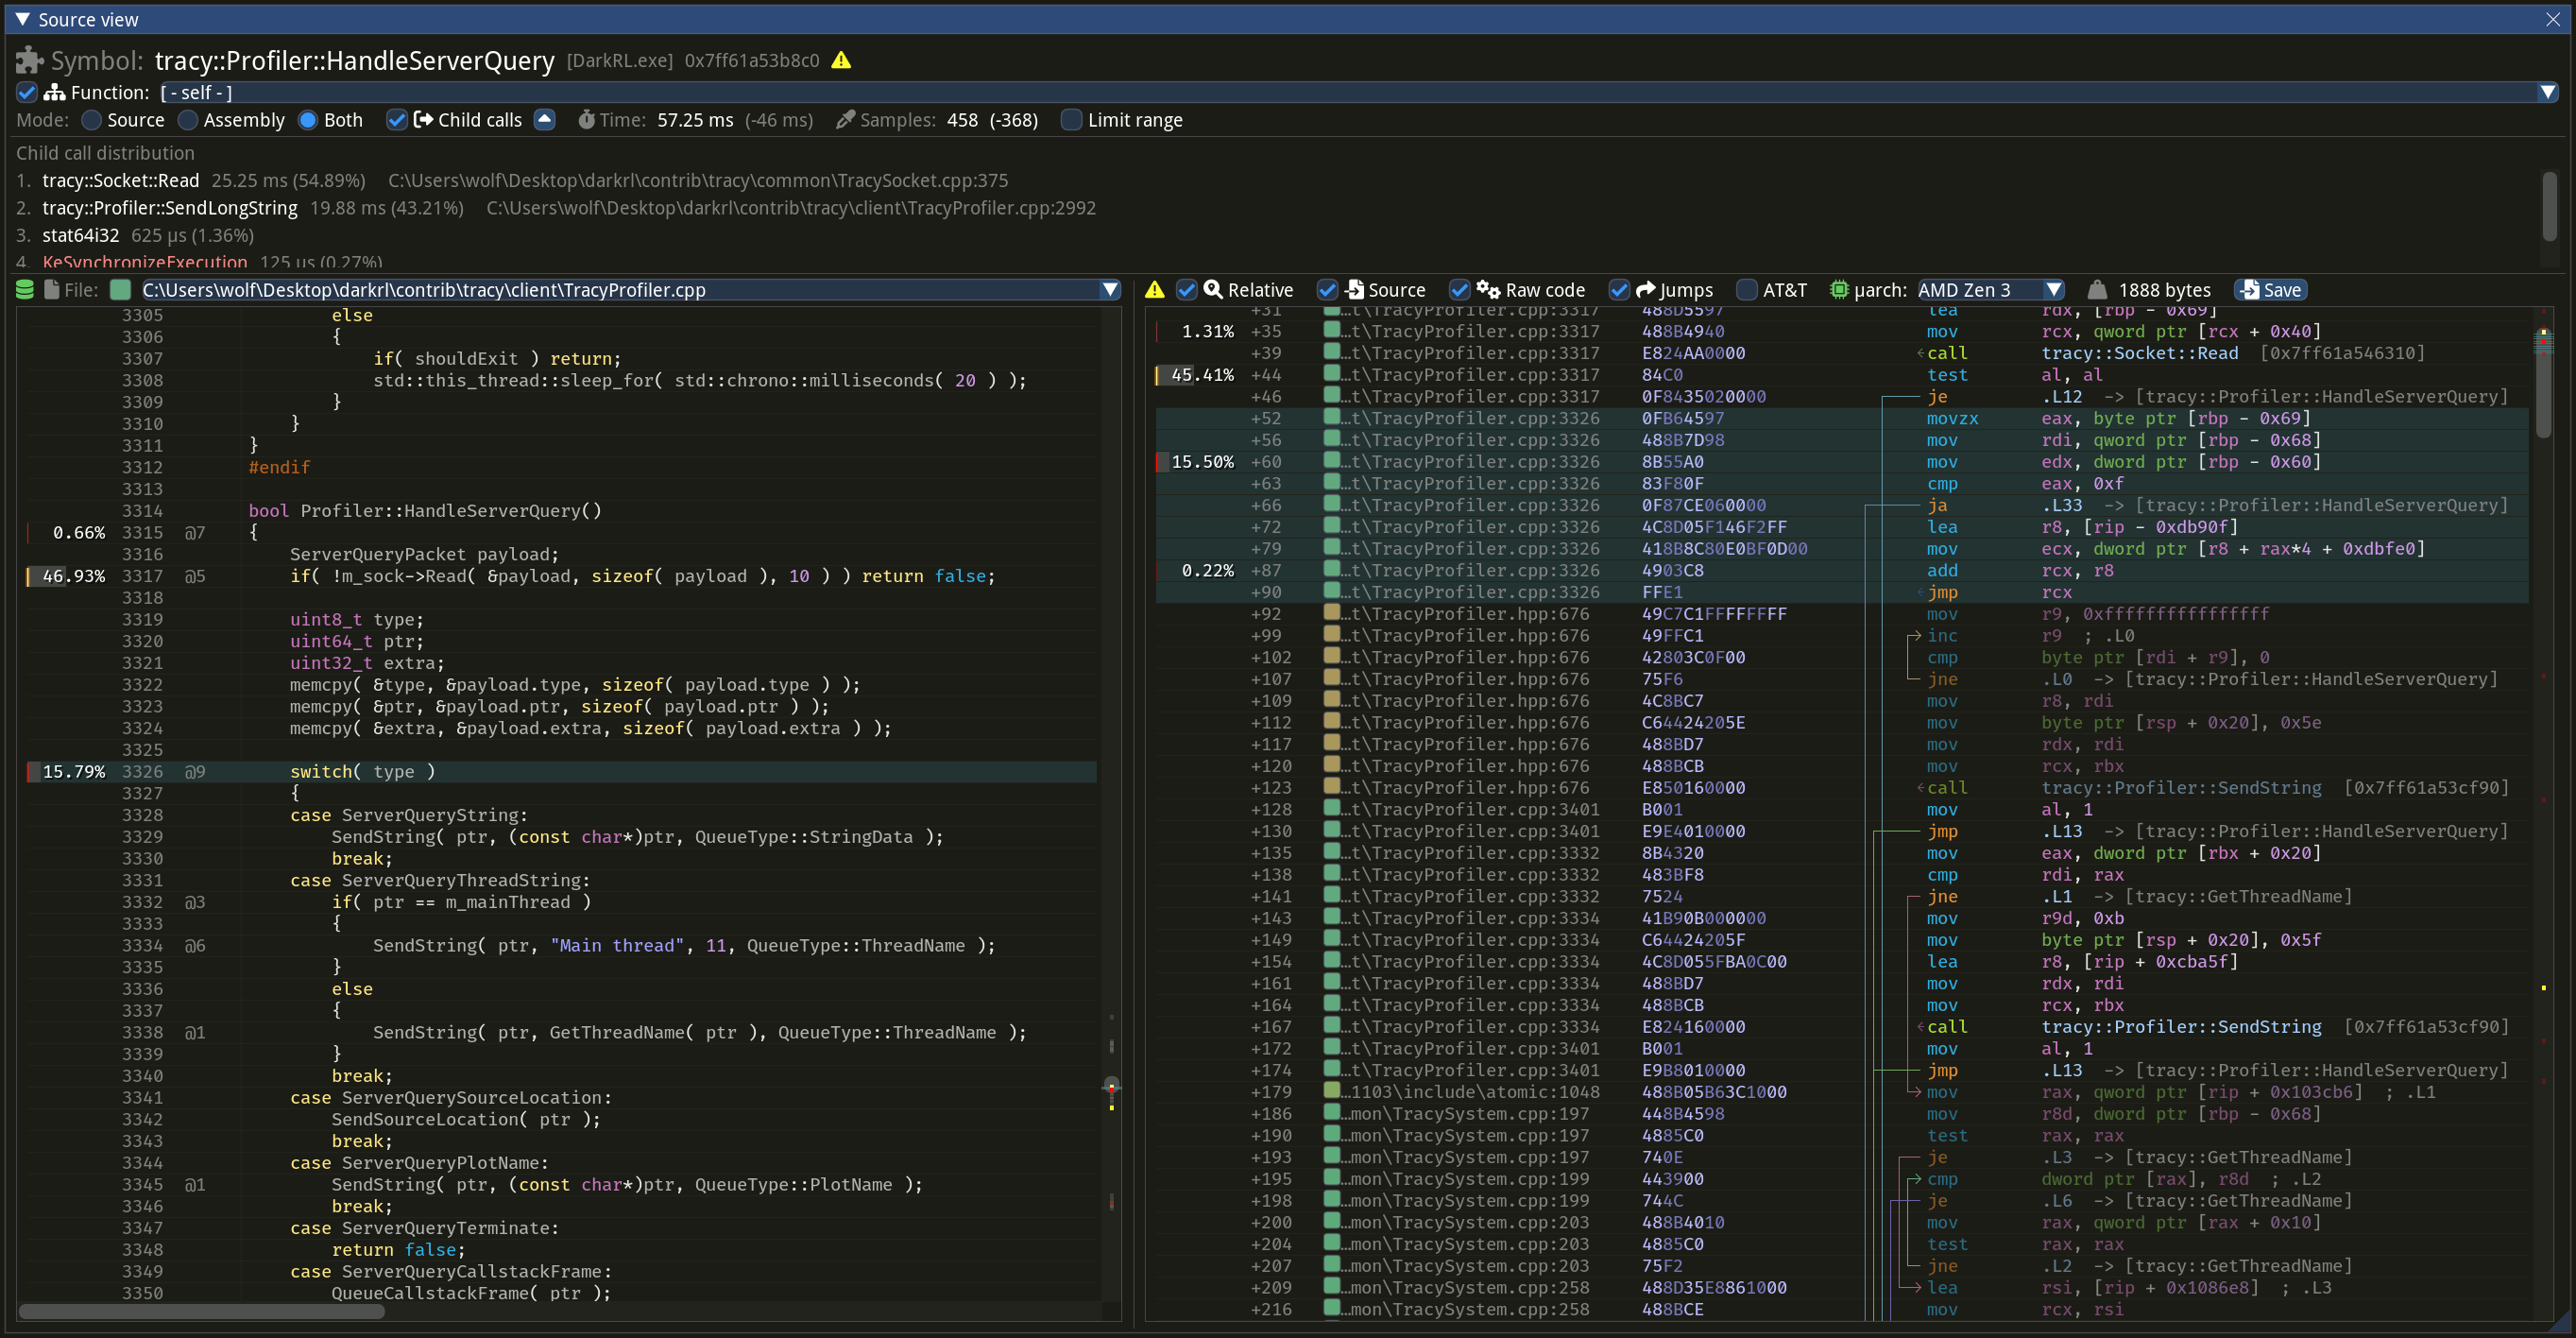 Source view
Symbol: tracy::Profiler::HandleServerQuery [DarkRL.exe] 0x7ff61a53b8c0
Function: [ - self - ]
Mode: Source Assembly Both Child calls Time: 57.25 ms (-46 ms) Samples: 458 (-368) Limit range
Child call distribution
1. tracy::Socket::Read 25.25 ms (54.89%) C:\Users\wolf\Desktop\darkrl\contrib\tracy\common\TracySocket.cpp:375
2. tracy::Profiler::SendLongString 19.88 ms (43.21%) C:\Users\wolf\Desktop\darkrl\contrib\tracy\client\TracyProfiler.cpp:2992
3. stat64i32 625 µs (1.36%)
4. KeSynchronizeExecution 125 µs (0.27%)
File: C:\Users\wolf\Desktop\darkrl\contrib\tracy\client\TracyProfiler.cpp
3305 else
3306 {
3307 if( shouldExit ) return;
3308 std::this_thread::sleep_for( std::chrono::milliseconds( 20 ) );
3309 }
3310 }
3311 }
3312 #endif
3313
3314 bool Profiler::HandleServerQuery()
0.66% 3315 @7 {
3316 ServerQueryPacket payload;
46.93% 3317 @5 if( !m_sock->Read( &payload, sizeof( payload ), 10 ) ) return false;
3318
3319 uint8_t type;
3320 uint64_t ptr;
3321 uint32_t extra;
3322 memcpy( &type, &payload.type, sizeof( payload.type ) );
3323 memcpy( &ptr, &payload.ptr, sizeof( payload.ptr ) );
3324 memcpy( &extra, &payload.extra, sizeof( payload.extra ) );
3325
15.79% 3326 @9 switch( type )
3327 {
3328 case ServerQueryString:
3329 SendString( ptr, (const char*)ptr, QueueType::StringData );
3330 break;
3331 case ServerQueryThreadString:
3332 @3 if( ptr == m_mainThread )
3333 {
3334 @6 SendString( ptr, "Main thread", 11, QueueType::ThreadName );
3335 }
3336 else
3337 {
3338 @1 SendString( ptr, GetThreadName( ptr ), QueueType::ThreadName );
3339 }
3340 break;
3341 case ServerQuerySourceLocation:
3342 SendSourceLocation( ptr );
3343 break;
3344 case ServerQueryPlotName:
3345 @1 SendString( ptr, (const char*)ptr, QueueType::PlotName );
3346 break;
3347 case ServerQueryTerminate:
3348 return false;
3349 case ServerQueryCallstackFrame:
3350 QueueCallstackFrame( ptr );
Relative Source Raw code Jumps AT&T µarch: AMD Zen 3 1888 bytes Save
+31 …t\TracyProfiler.cpp:3317 488D5597 lea rdx, [rbp - 0x69]
1.31% +35 …t\TracyProfiler.cpp:3317 488B4940 mov rcx, qword ptr [rcx + 0x40]
+39 …t\TracyProfiler.cpp:3317 E824AA0000 call tracy::Socket::Read [0x7ff61a546310]
45.41% +44 …t\TracyProfiler.cpp:3317 84C0 test al, al
+46 …t\TracyProfiler.cpp:3317 0F8435020000 je .L12 -> [tracy::Profiler::HandleServerQuery]
+52 …t\TracyProfiler.cpp:3326 0FB64597 movzx eax, byte ptr [rbp - 0x69]
+56 …t\TracyProfiler.cpp:3326 488B7D98 mov rdi, qword ptr [rbp - 0x68]
15.50% +60 …t\TracyProfiler.cpp:3326 8B55A0 mov edx, dword ptr [rbp - 0x60]
+63 …t\TracyProfiler.cpp:3326 83F80F cmp eax, 0xf
+66 …t\TracyProfiler.cpp:3326 0F87CE060000 ja .L33 -> [tracy::Profiler::HandleServerQuery]
+72 …t\TracyProfiler.cpp:3326 4C8D05F146F2FF lea r8, [rip - 0xdb90f]
+79 …t\TracyProfiler.cpp:3326 418B8C80E0BF0D00 mov ecx, dword ptr [r8 + rax*4 + 0xdbfe0]
0.22% +87 …t\TracyProfiler.cpp:3326 4903C8 add rcx, r8
+90 …t\TracyProfiler.cpp:3326 FFE1 jmp rcx
+92 …t\TracyProfiler.hpp:676 49C7C1FFFFFFFF mov r9, 0xffffffffffffffff
+99 …t\TracyProfiler.hpp:676 49FFC1 inc r9 ; .L0
+102 …t\TracyProfiler.hpp:676 42803C0F00 cmp byte ptr [rdi + r9], 0
+107 …t\TracyProfiler.hpp:676 75F6 jne .L0 -> [tracy::Profiler::HandleServerQuery]
+109 …t\TracyProfiler.hpp:676 4C8BC7 mov r8, rdi
+112 …t\TracyProfiler.hpp:676 C64424205E mov byte ptr [rsp + 0x20], 0x5e
+117 …t\TracyProfiler.hpp:676 488BD7 mov rdx, rdi
+120 …t\TracyProfiler.hpp:676 488BCB mov rcx, rbx
+123 …t\TracyProfiler.hpp:676 E850160000 call tracy::Profiler::SendString [0x7ff61a53cf90]
+128 …t\TracyProfiler.cpp:3401 B001 mov al, 1
+130 …t\TracyProfiler.cpp:3401 E9E4010000 jmp .L13 -> [tracy::Profiler::HandleServerQuery]
+135 …t\TracyProfiler.cpp:3332 8B4320 mov eax, dword ptr [rbx + 0x20]
+138 …t\TracyProfiler.cpp:3332 483BF8 cmp rdi, rax
+141 …t\TracyProfiler.cpp:3332 7524 jne .L1 -> [tracy::GetThreadName]
+143 …t\TracyProfiler.cpp:3334 41B90B000000 mov r9d, 0xb
+149 …t\TracyProfiler.cpp:3334 C64424205F mov byte ptr [rsp + 0x20], 0x5f
+154 …t\TracyProfiler.cpp:3334 4C8D055FBA0C00 lea r8, [rip + 0xcba5f]
+161 …t\TracyProfiler.cpp:3334 488BD7 mov rdx, rdi
+164 …t\TracyProfiler.cpp:3334 488BCB mov rcx, rbx
+167 …t\TracyProfiler.cpp:3334 E824160000 call tracy::Profiler::SendString [0x7ff61a53cf90]
+172 …t\TracyProfiler.cpp:3401 B001 mov al, 1
+174 …t\TracyProfiler.cpp:3401 E9B8010000 jmp .L13 -> [tracy::Profiler::HandleServerQuery]
+179 …1103\include\atomic:1048 488B05B63C1000 mov rax, qword ptr [rip + 0x103cb6] ; .L1
+186 …mon\TracySystem.cpp:197 448B4598 mov r8d, dword ptr [rbp - 0x68]
+190 …mon\TracySystem.cpp:197 4885C0 test rax, rax
+193 …mon\TracySystem.cpp:197 740E je .L3 -> [tracy::GetThreadName]
+195 …mon\TracySystem.cpp:199 443900 cmp dword ptr [rax], r8d ; .L2
+198 …mon\TracySystem.cpp:199 744C je .L6 -> [tracy::GetThreadName]
+200 …mon\TracySystem.cpp:203 488B4010 mov rax, qword ptr [rax + 0x10]
+204 …mon\TracySystem.cpp:203 4885C0 test rax, rax
+207 …mon\TracySystem.cpp:203 75F2 jne .L2 -> [tracy::GetThreadName]
+209 …mon\TracySystem.cpp:258 488D35E8861000 lea rsi, [rip + 0x1086e8] ; .L3
+216 …mon\TracySystem.cpp:258 488BCE mov rcx, rsi